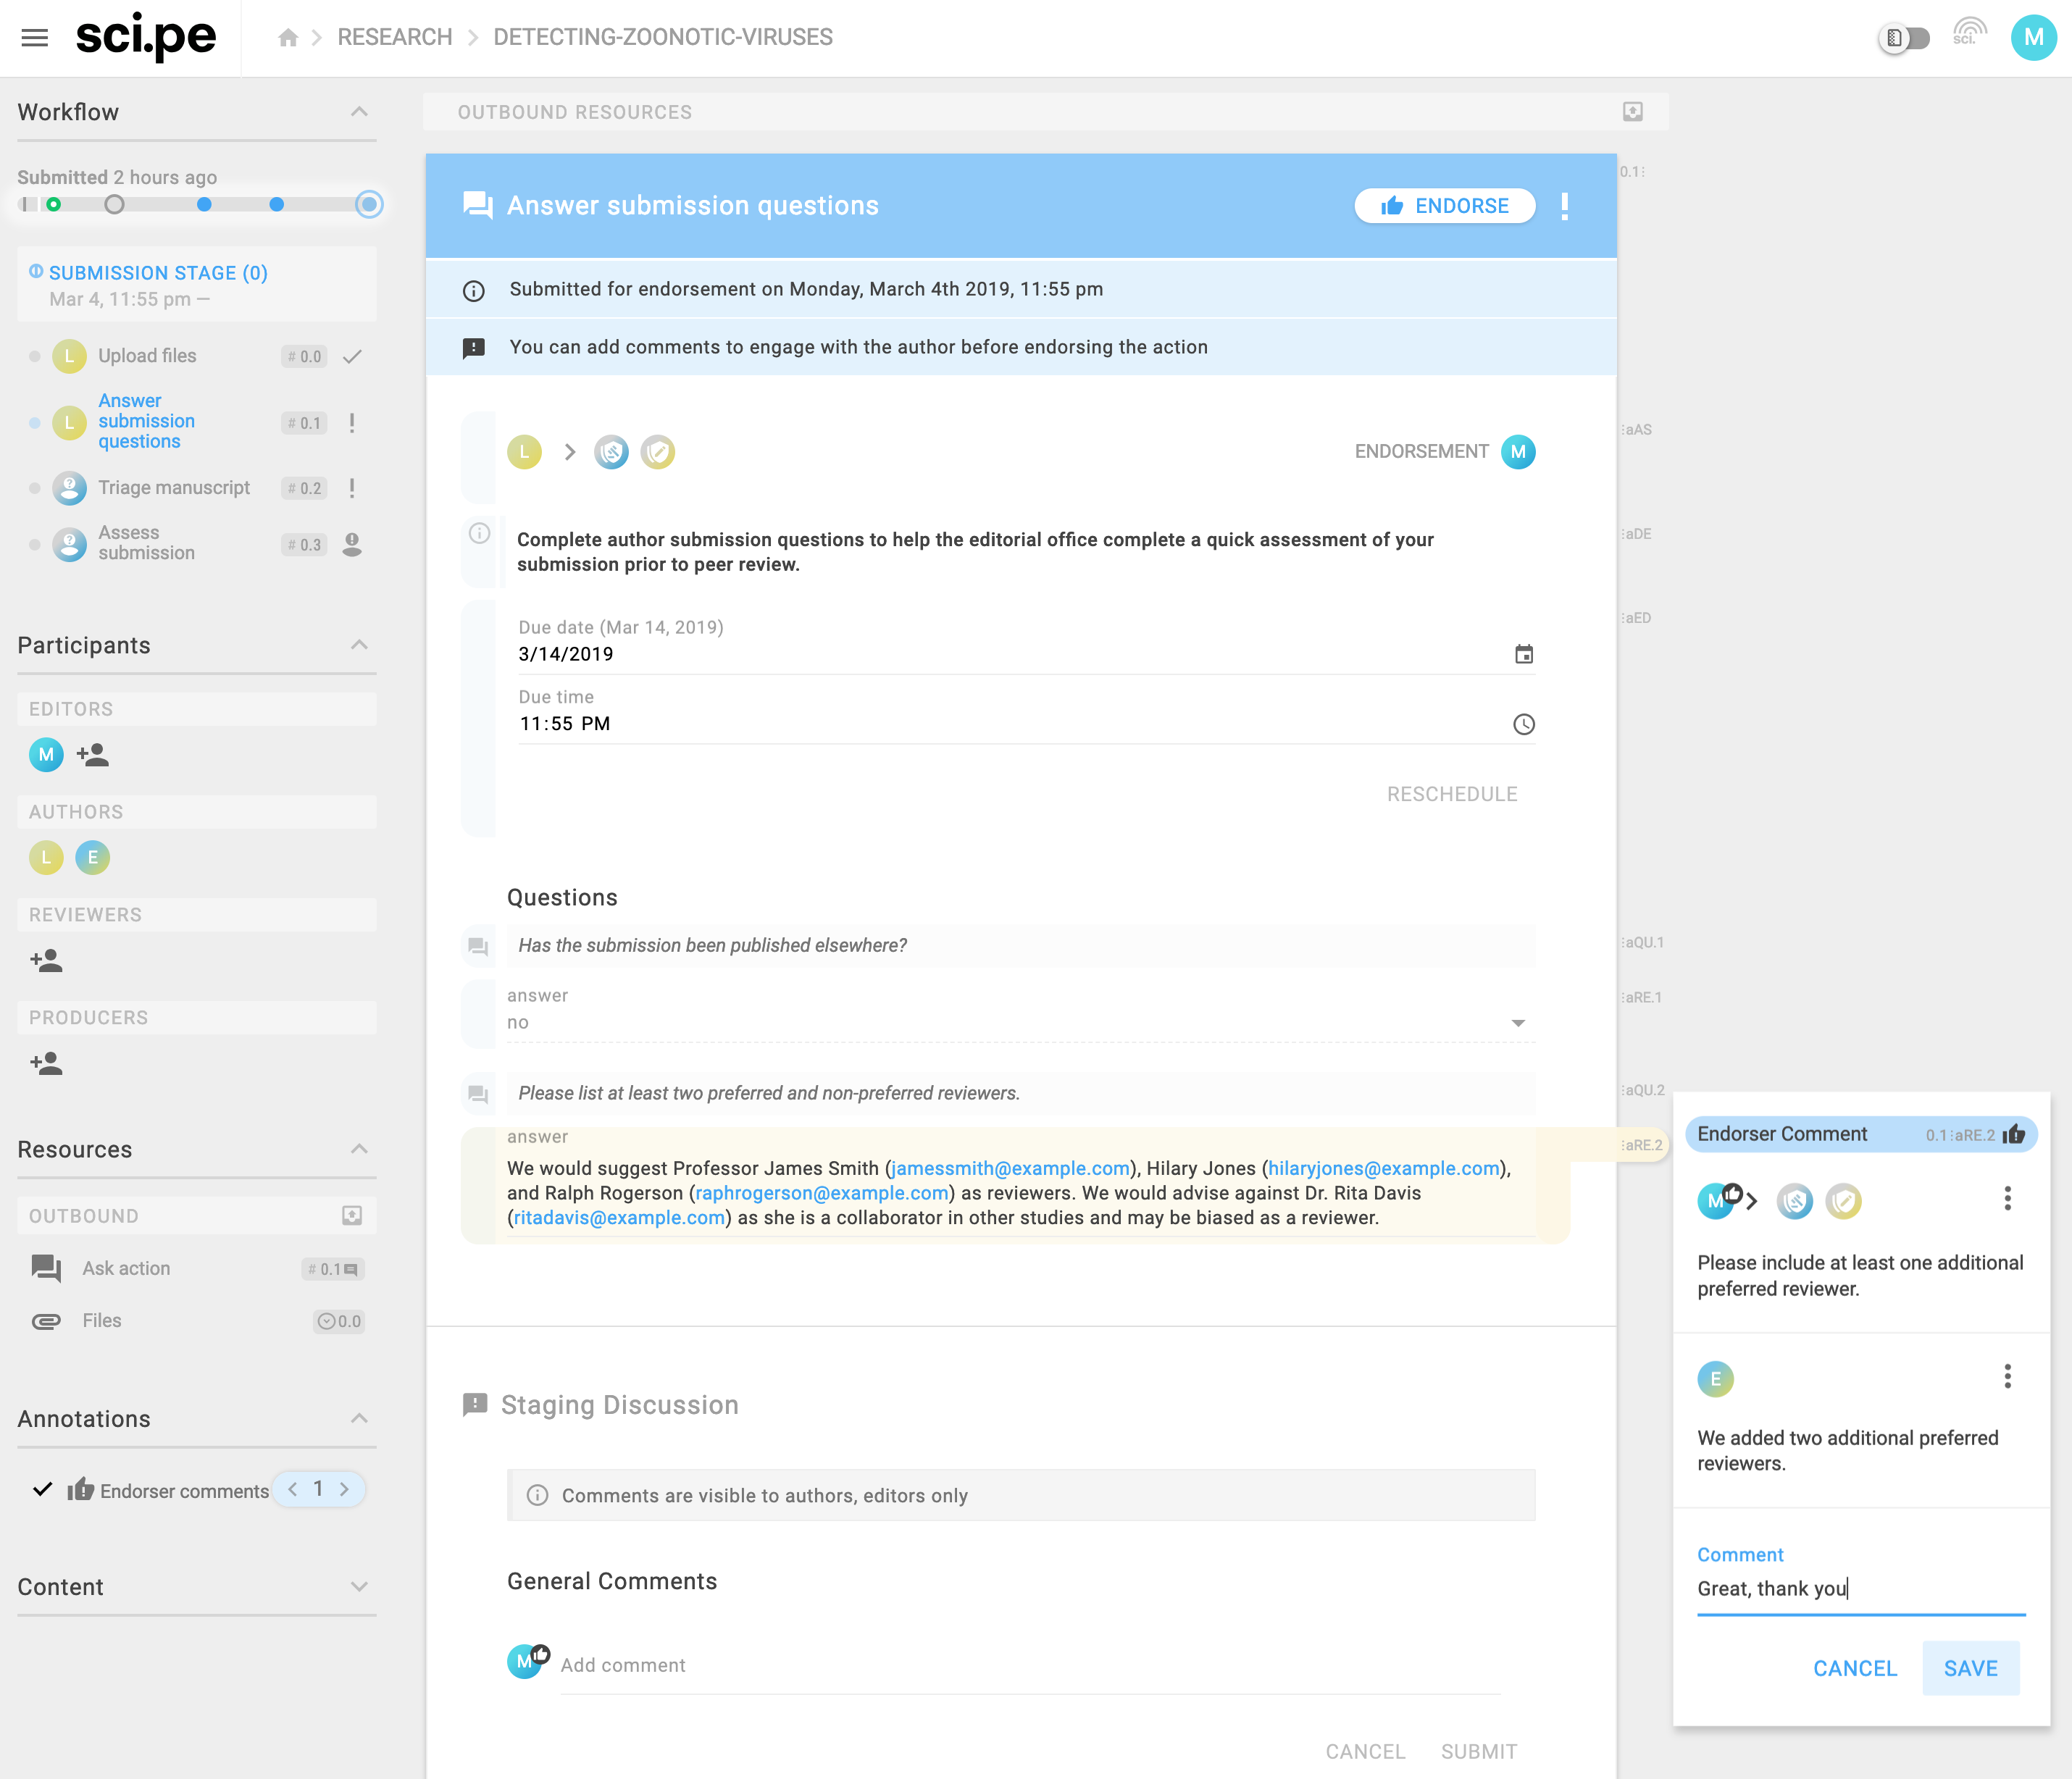 sci.pe
RESEARCH
DETECTING-ZOONOTIC-VIRUSES
sci.
M
Workflow
Submitted 2 hours ago
SUBMISSION STAGE (0)
Mar 4, 11:55 pm —
L
Upload files
# 0.0
L
Answer
submission
questions
# 0.1
Triage manuscript
# 0.2
Assess
submission
# 0.3
Participants
EDITORS
M
AUTHORS
L
E
REVIEWERS
PRODUCERS
Resources
OUTBOUND
Ask action
# 0.1
Files
0.0
Annotations
Endorser comments
1
Content
OUTBOUND RESOURCES
Answer submission questions
ENDORSE
0.1
Submitted for endorsement on Monday, March 4th 2019, 11:55 pm
You can add comments to engage with the author before endorsing the action
L
ENDORSEMENT
M
aAS
Complete author submission questions to help the editorial office complete a quick assessment of your
submission prior to peer review.
aDE
Due date (Mar 14, 2019)
3/14/2019
aED
Due time
11:55 PM
RESCHEDULE
Questions
Has the submission been published elsewhere?
aQU.1
answer
no
aRE.1
Please list at least two preferred and non-preferred reviewers.
aQU.2
answer
We would suggest Professor James Smith (jamessmith@example.com), Hilary Jones (hilaryjones@example.com),
and Ralph Rogerson (raphrogerson@example.com) as reviewers. We would advise against Dr. Rita Davis
(ritadavis@example.com) as she is a collaborator in other studies and may be biased as a reviewer.
aRE.2
Staging Discussion
Comments are visible to authors, editors only
General Comments
M
Add comment
CANCEL
SUBMIT
Endorser Comment
0.1⋮aRE.2
M
Please include at least one additional
preferred reviewer.
E
We added two additional preferred
reviewers.
Comment
Great, thank you
CANCEL
SAVE